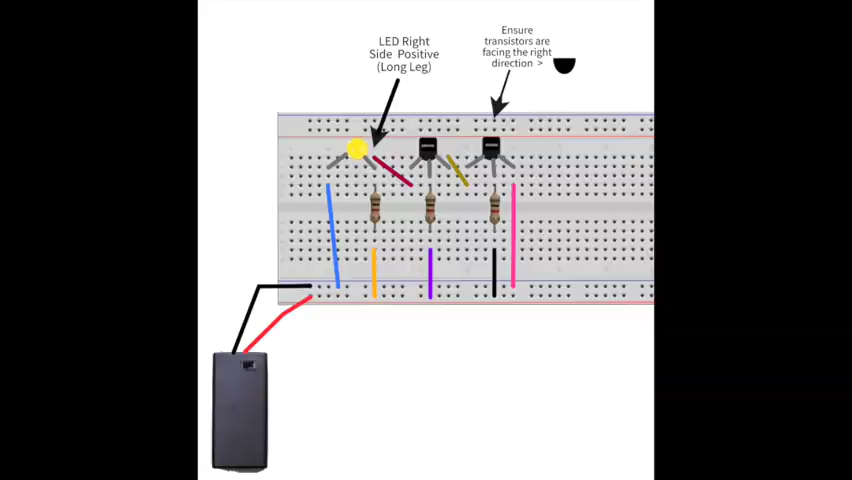 LED Right
Side Positive
(Long Leg)
Ensure
transistors are
facing the right
direction >